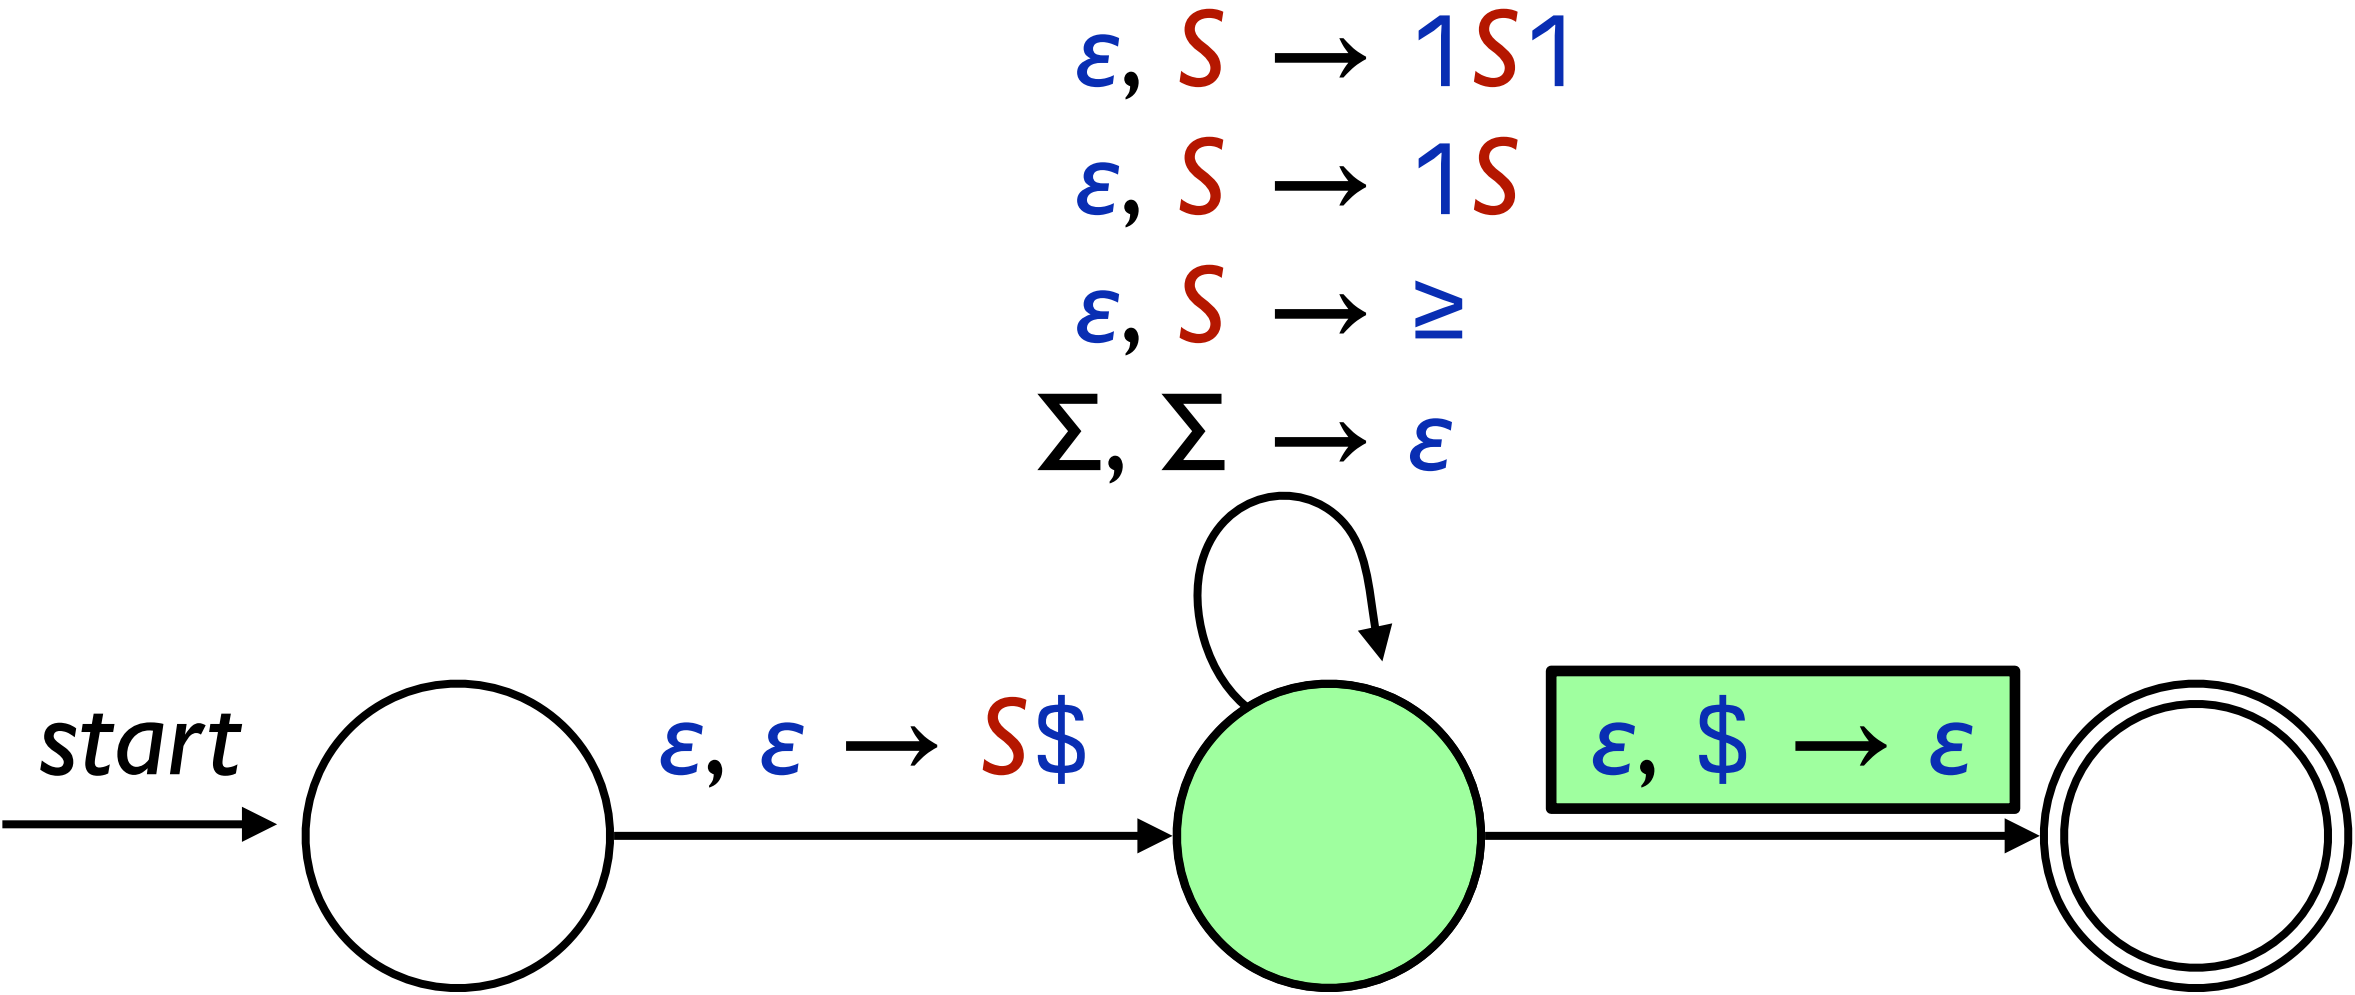 ε, S → 1S1
ε, S → 1S
ε, S → ≥
Σ, Σ → ε
start
ε, ε → S$
ε, $ → ε